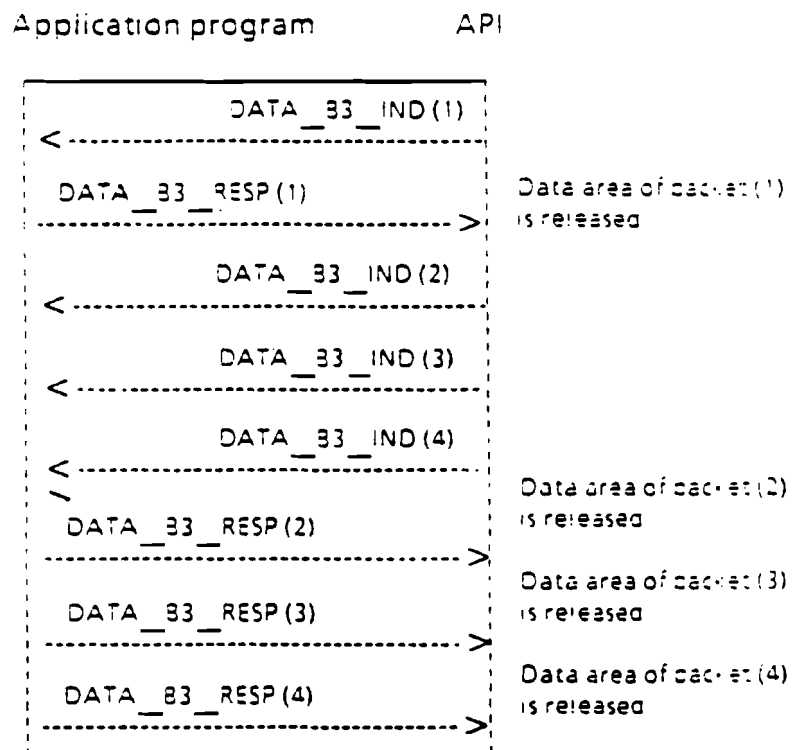 Application program API
DATA_B3_IND (1)
DATA_B3_RESP (1)
Data area of packet (1)
is released
DATA_B3_IND (2)
DATA_B3_IND (3)
DATA_B3_IND (4)
Data area of packet (2)
is released
DATA_B3_RESP (2)
Data area of packet (3)
is released
DATA_B3_RESP (3)
Data area of packet (4)
is released
DATA_B3_RESP (4)